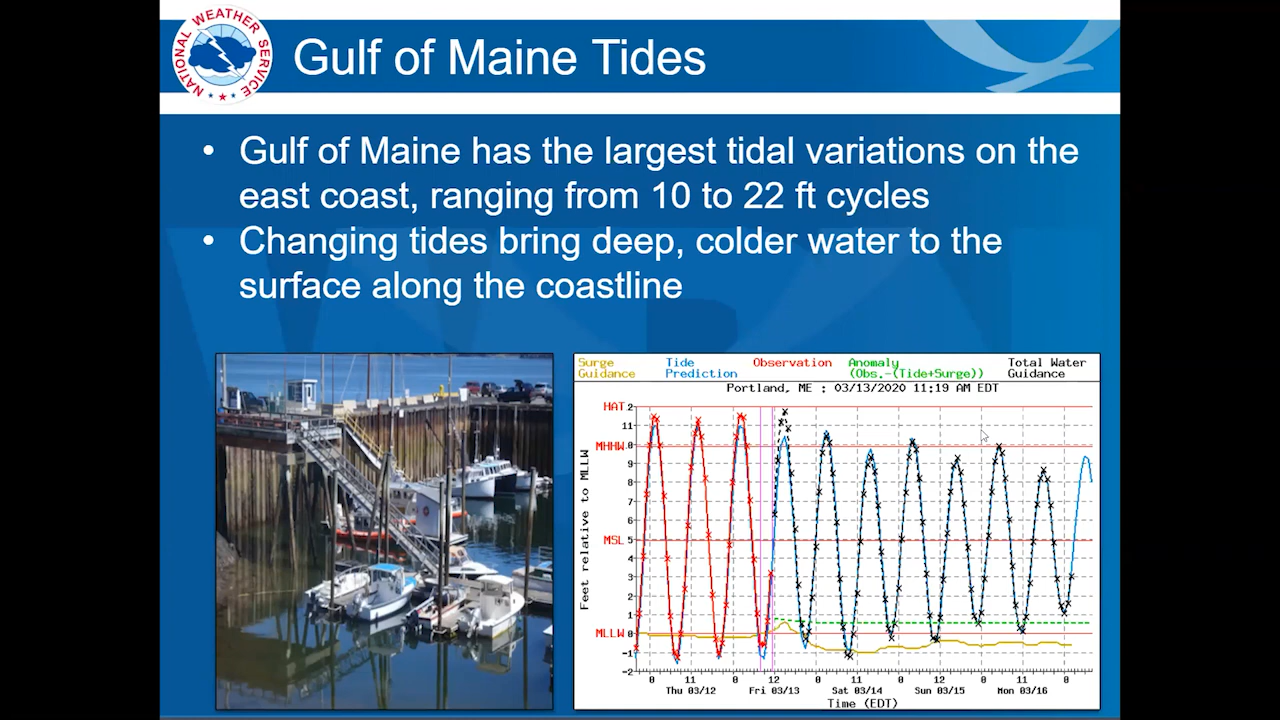 NATIONAL WEATHER SERVICE
Gulf of Maine Tides
• Gulf of Maine has the largest tidal variations on the
east coast, ranging from 10 to 22 ft cycles
• Changing tides bring deep, colder water to the
surface along the coastline
Surge Tide Observation Anomaly Total Water
Guidance Prediction (Obs.-(Tide+Surge)) Guidance
Portland, ME : 03/13/2020 11:19 AM EDT
HAT 2
11
MHHW.0
9
8
7
6
MSL 5
4
3
2
1
MLLW 0
-1
-2
Feet relative to MLLW
0 11 0 12 0 11 0 11 0 11 0
Thu 03/12 Fri 03/13 Sat 03/14 Sun 03/15 Mon 03/16
Time (EDT)